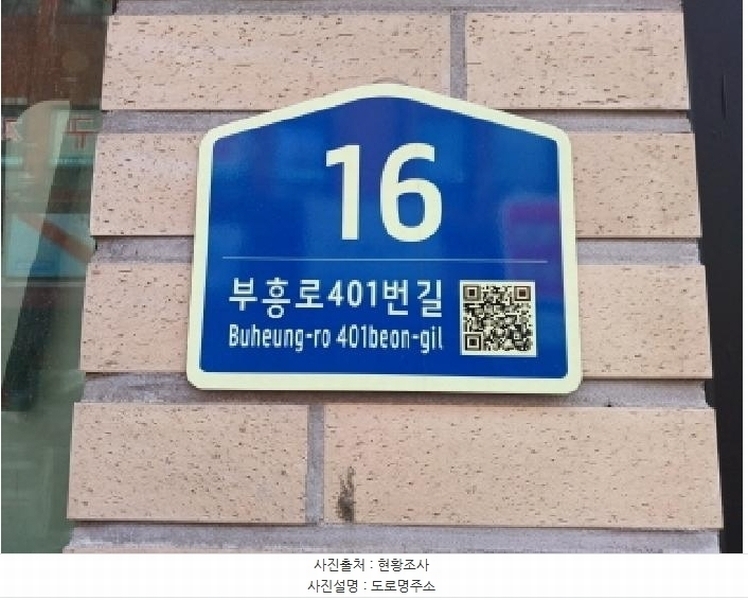 16
부흥로401번길
Buheung-ro 401beon-gil
사진출처 : 현황조사
사진설명 : 도로명주소